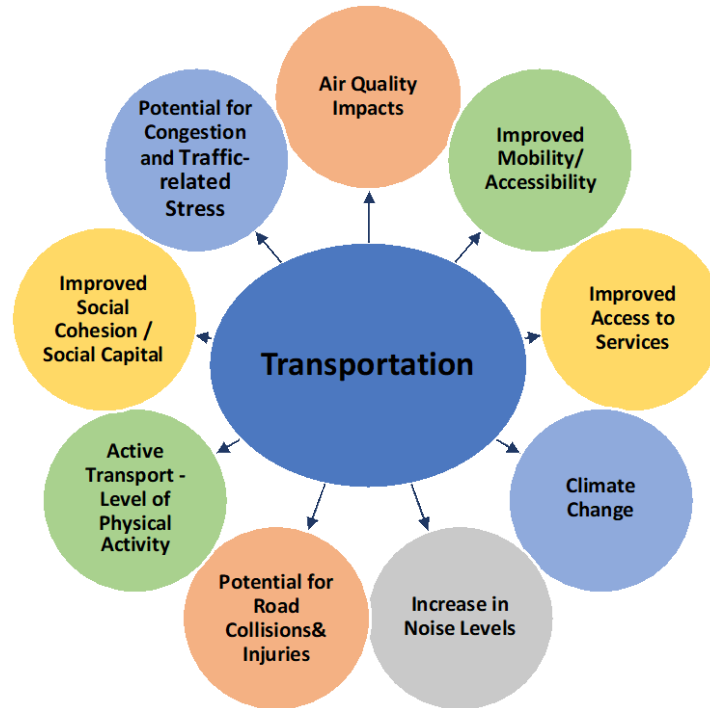 Air Quality
Impacts
Improved
Mobility/
Accessibility
Improved
Access to
Services
Climate
Change
Increase in
Noise Levels
Potential for
Road
Collisions&
Injuries
Active
Transport -
Level of
Physical
Activity
Improved
Social
Cohesion /
Social Capital
Potential for
Congestion
and Traffic-
related
Stress
Transportation